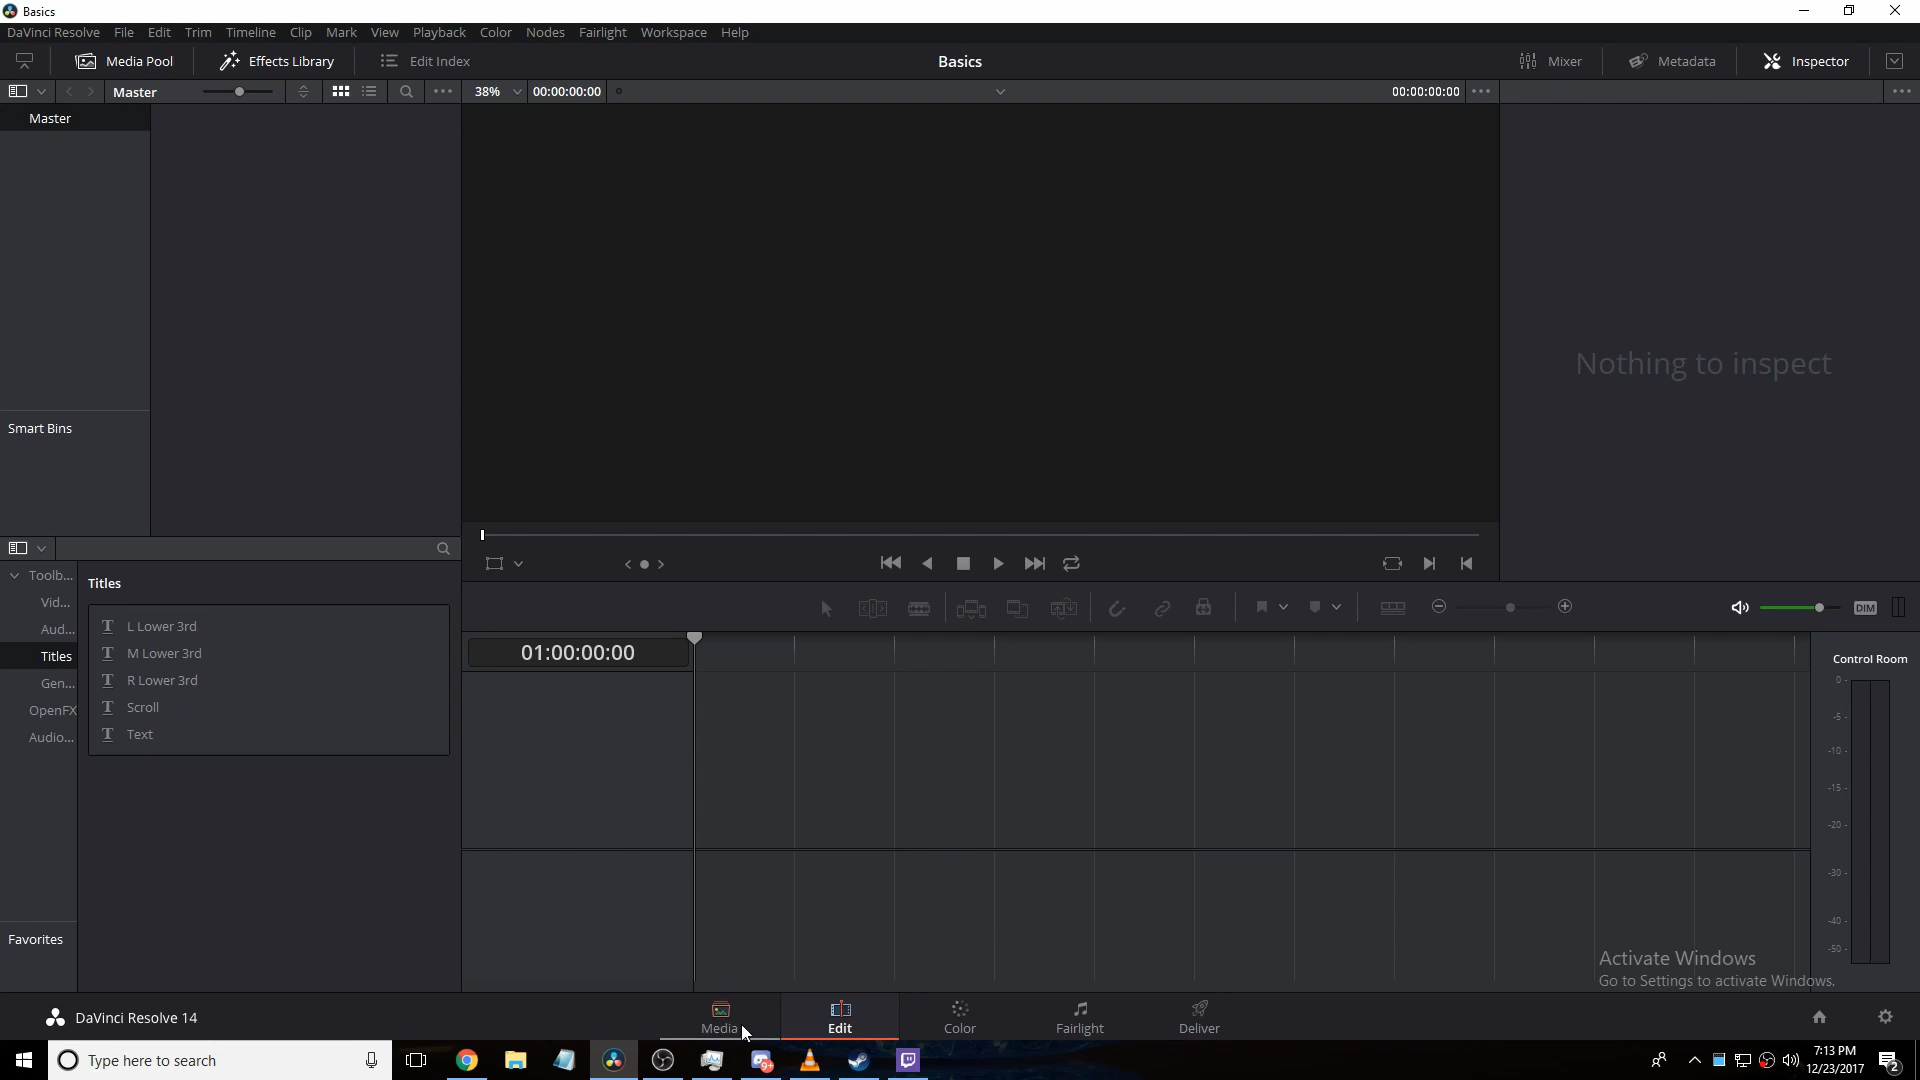 Basics
DaVinci Resolve File Edit Trim Timeline Clip Mark View Playback Color Nodes Fairlight Workspace Help
Media Pool Effects Library Edit Index Basics Mixer Metadata Inspector
Master 38% 00:00:00:00 00:00:00:00
Master
Nothing to inspect
Smart Bins
Toolb...
Titles
Vid...
L Lower 3rd
Aud...
DIM
M Lower 3rd
Titles
01:00:00:00
Control Room
R Lower 3rd
Gen...
0
Scroll
OpenFX
-5
Text
Audio...
-10
-15
-20
-30
-40
Favorites
-50
Activate Windows
Go to Settings to activate Windows.
DaVinci Resolve 14
Media Edit Color Fairlight Deliver
Type here to search
9+
7:13 PM
12/23/2017
2